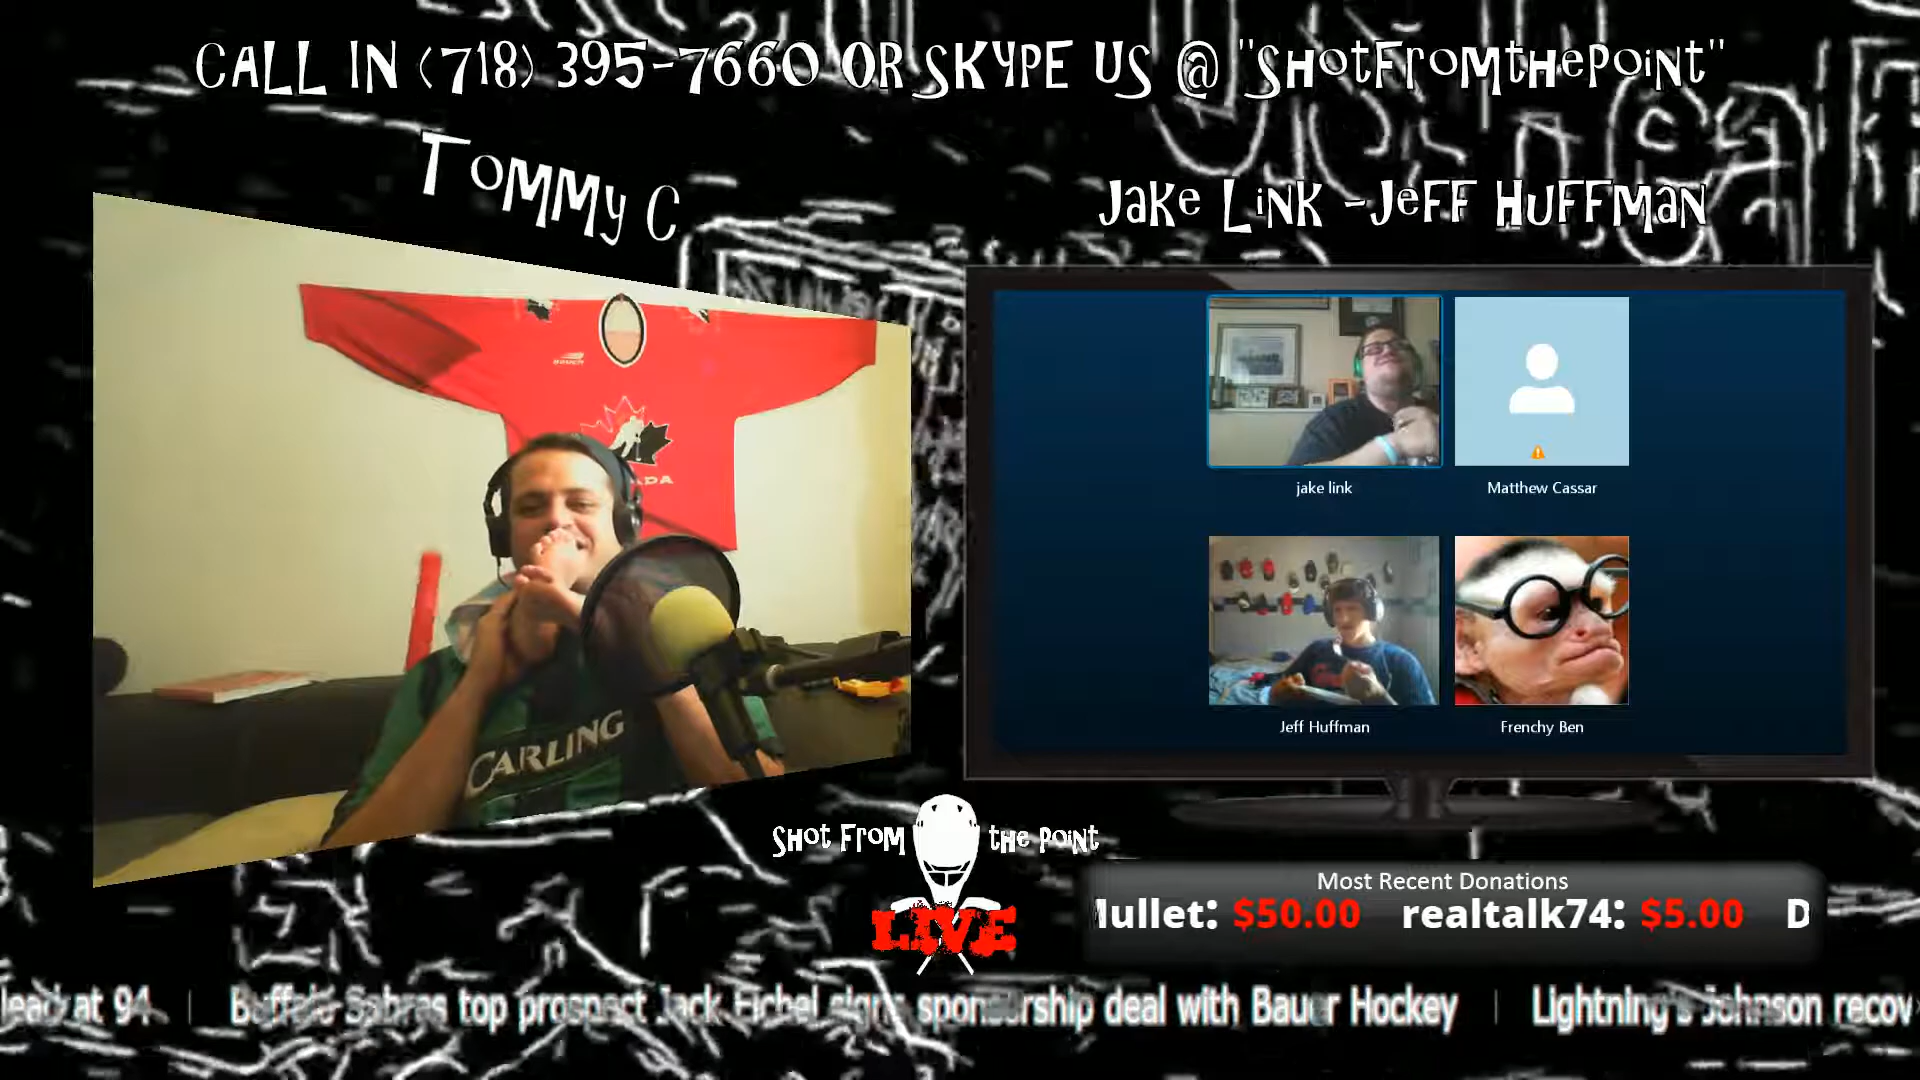 CALL IN (718) 395-7660 OR SKYPE US @ "SHOTFROMTHEPOINT"
TOMMY C
JAKE LINK -JEFF HUFFMAN
BAUER
CARLING
jake link
Matthew Cassar
Jeff Huffman
Frenchy Ben
SHOT FROM THE POINT
LIVE
Most Recent Donations
$50.00 realtalk74: $5.00 D
lead at 94 | Buffalo Sabres top prospect Jack Eichel signs sponsorship deal with Bauer Hockey | Lightning's Johnson recov